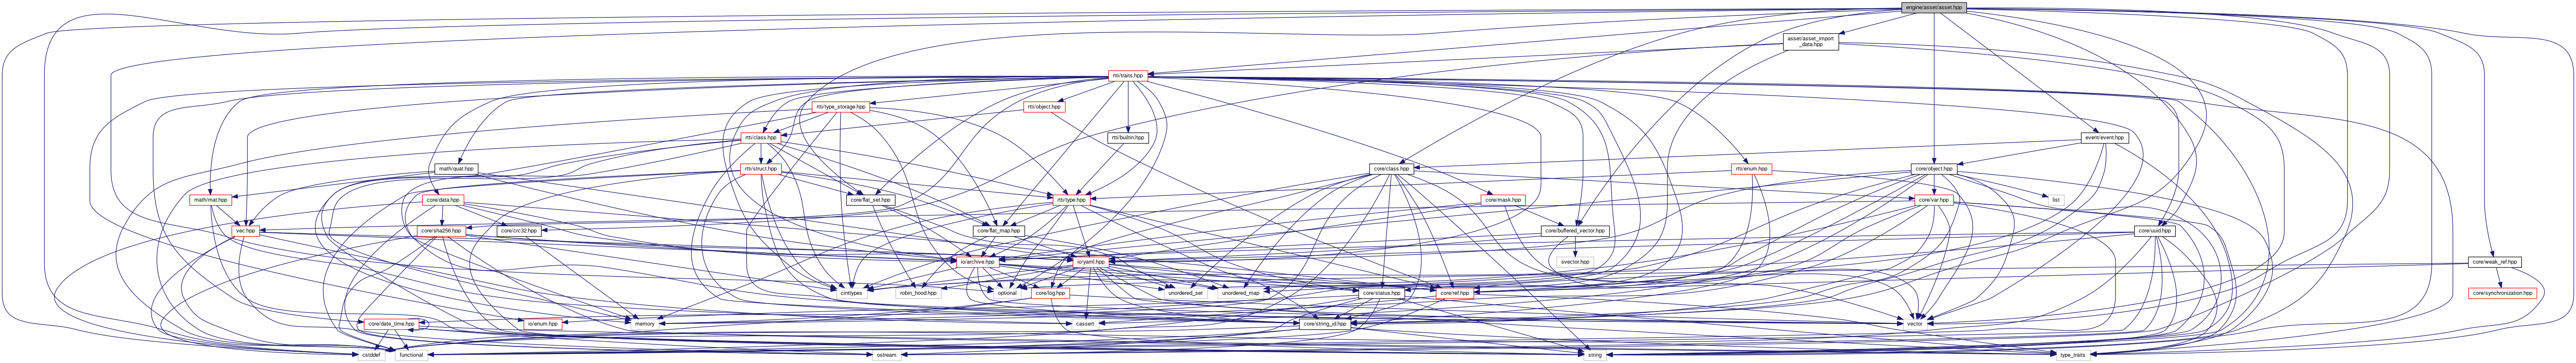 engine/asset/asset.hpp
asset/asset_import
_data.hpp
rtti/traits.hpp
rtti/type_storage.hpp
rtti/object.hpp
rtti/class.hpp
rtti/builtin.hpp
event/event.hpp
math/quat.hpp
rtti/struct.hpp
core/class.hpp
rtti/enum.hpp
core/object.hpp
math/mat.hpp
core/data.hpp
core/flat_set.hpp
rtti/type.hpp
core/mask.hpp
core/var.hpp
list
vec.hpp
core/sha256.hpp
core/crc32.hpp
core/flat_map.hpp
core/buffered_vector.hpp
core/uuid.hpp
io/archive.hpp
io/yaml.hpp
svector.hpp
core/weak_ref.hpp
cinttypes
robin_hood.hpp
optional
core/log.hpp
unordered_set
unordered_map
core/status.hpp
core/ref.hpp
core/synchronization.hpp
core/date_time.hpp
io/enum.hpp
memory
cassert
core/string_id.hpp
vector
cstddef
functional
ostream
string
type_traits